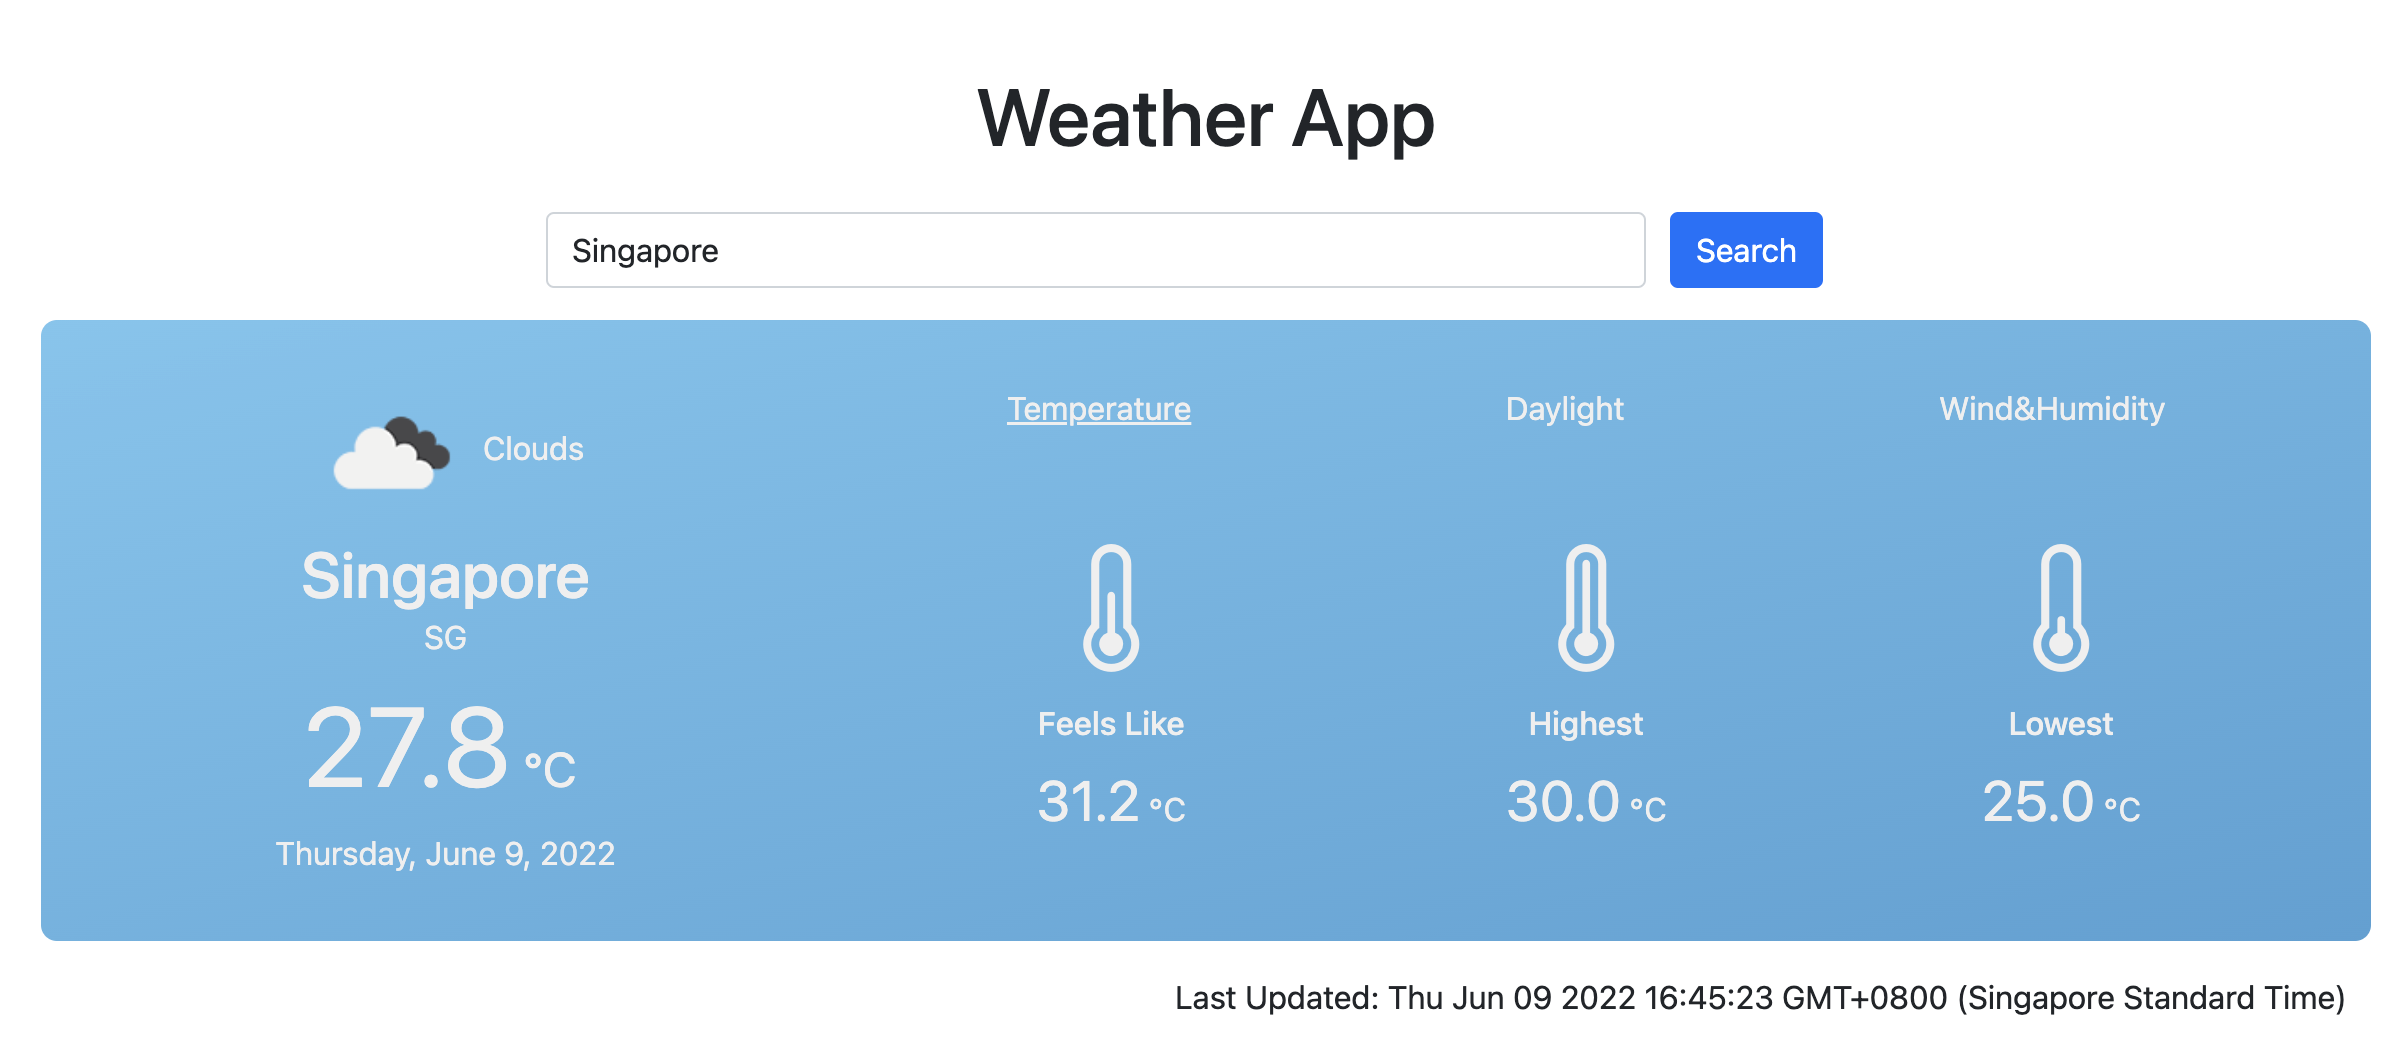 Weather App
Singapore
Search
Clouds
Singapore
SG
27.8 °C
Thursday, June 9, 2022
Temperature Daylight Wind&Humidity
Feels Like Highest Lowest
31.2 °C 30.0 °C 25.0 °C
Last Updated: Thu Jun 09 2022 16:45:23 GMT+0800 (Singapore Standard Time)